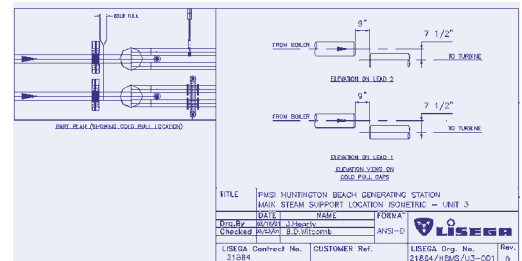 COLD PULL
PART PLAN (SHOWING COLD PULL LOCATION)
9"
7 1/2"
FROM BOILER
TO TURBINE
ELEVATION ON LEAD 2
9"
7 1/2"
FROM BOILER
TO TURBINE
ELEVATION ON LEAD 1
ELEVATION VIEWS ON
COLD PULL GAPS
TITLE
PMSI HUNTINGTON BEACH GENERATING STATION
MAIN STEAM SUPPORT LOCATION ISOMETRIC - UNIT 3
DATE NAME FORMAT
Drg.By J.Hearly
Checked B.D.Witcomb ANSI-D
LISEGA
LISEGA Contract No. CUSTOMER Ref. LISEGA Drg. No. Rev.
21864 21864/HBMS/U3-001 0